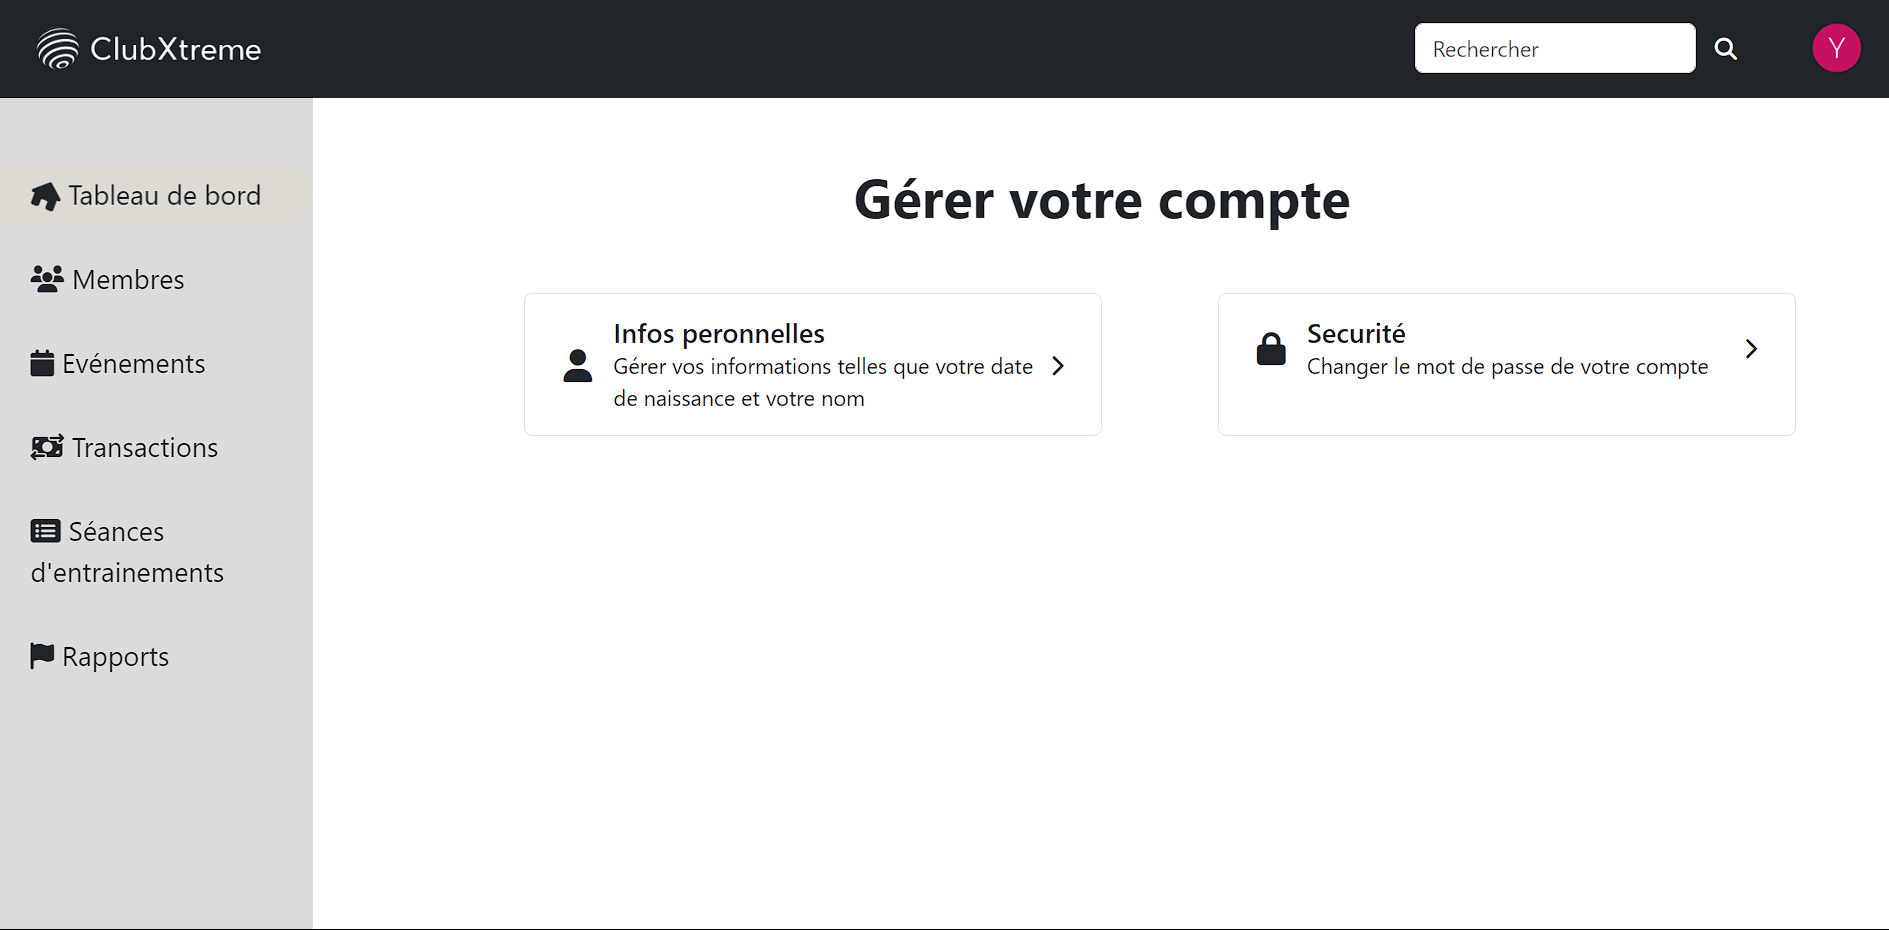 ClubXtreme
Rechercher
Y
Tableau de bord
Membres
Evénements
Transactions
Séances
d'entrainements
Rapports
Gérer votre compte
Infos peronnelles
Gérer vos informations telles que votre date
de naissance et votre nom
Securité
Changer le mot de passe de votre compte